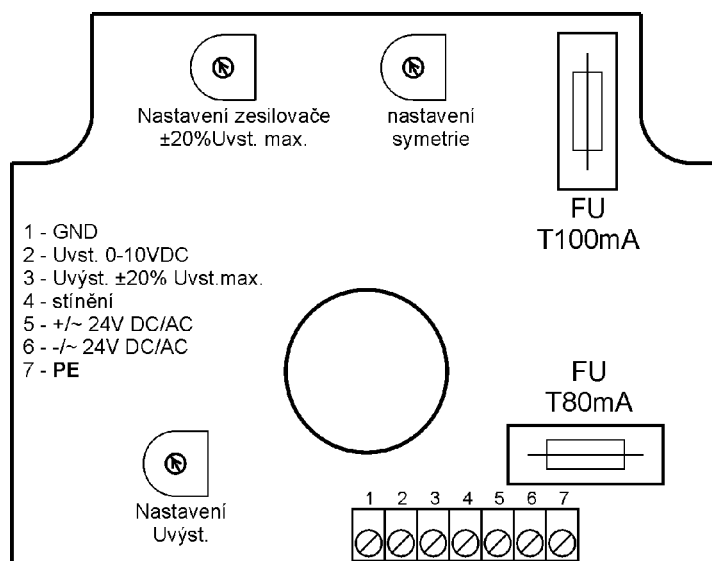 Nastavení zesilovače
±20%Uvst. max.
nastavení
symetrie
FU
T100mA
1 - GND
2 - Uvst. 0-10VDC
3 - Uvýst. ±20% Uvst.max.
4 - stínění
5 - +/~ 24V DC/AC
6 - -/~ 24V DC/AC
7 - PE
FU
T80mA
Nastavení
Uvýst.
1 2 3 4 5 6 7